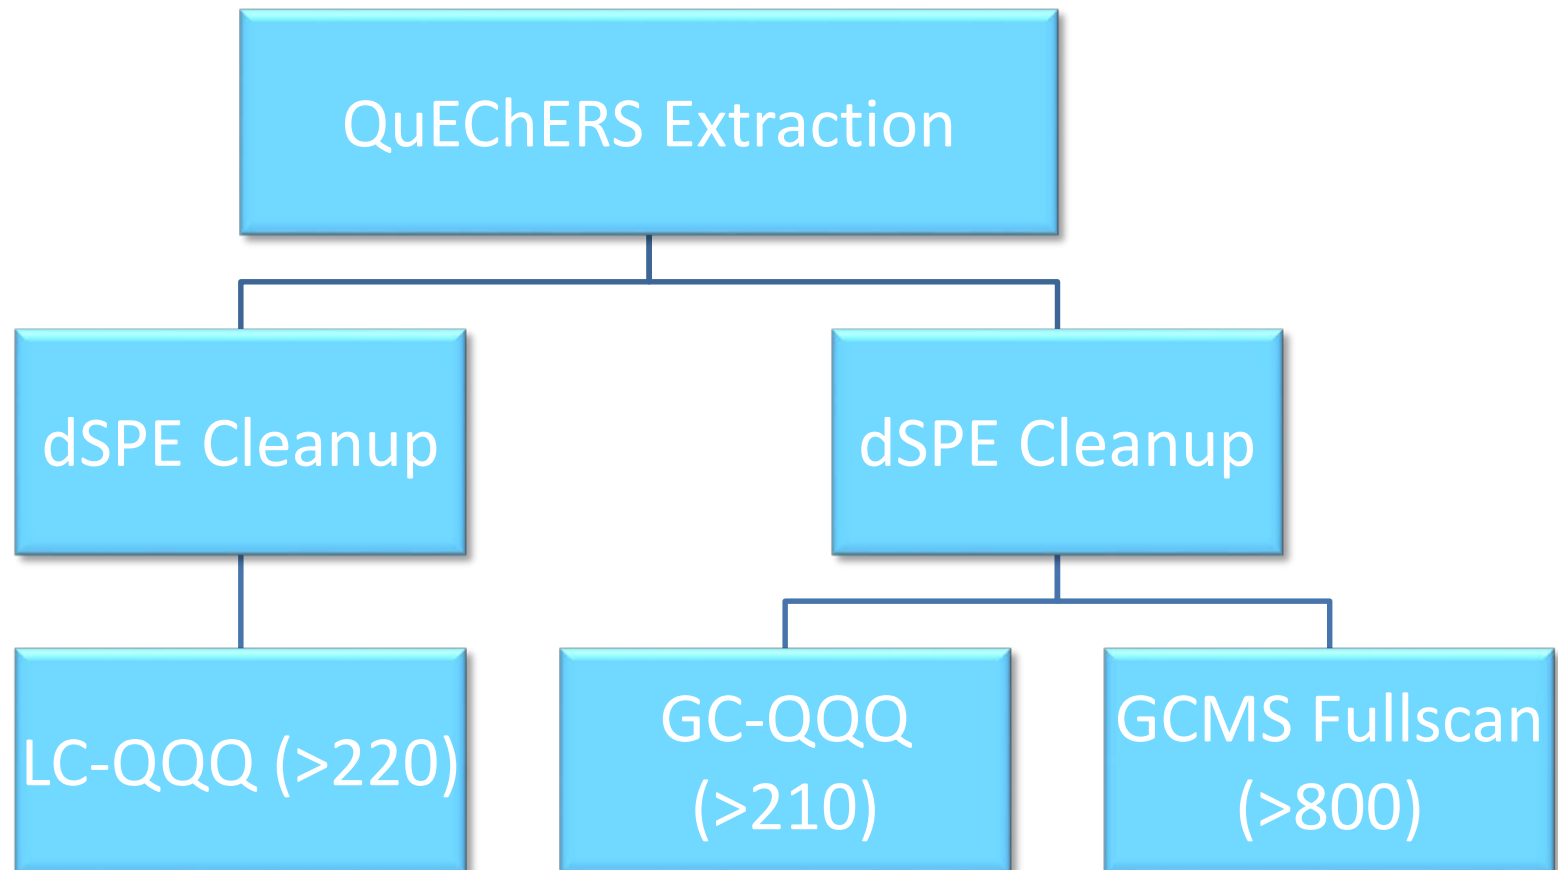 QuEChERS Extraction
dSPE Cleanup
dSPE Cleanup
LC-QQQ (>220)
GC-QQQ
(>210)
GCMS Fullscan
(>800)